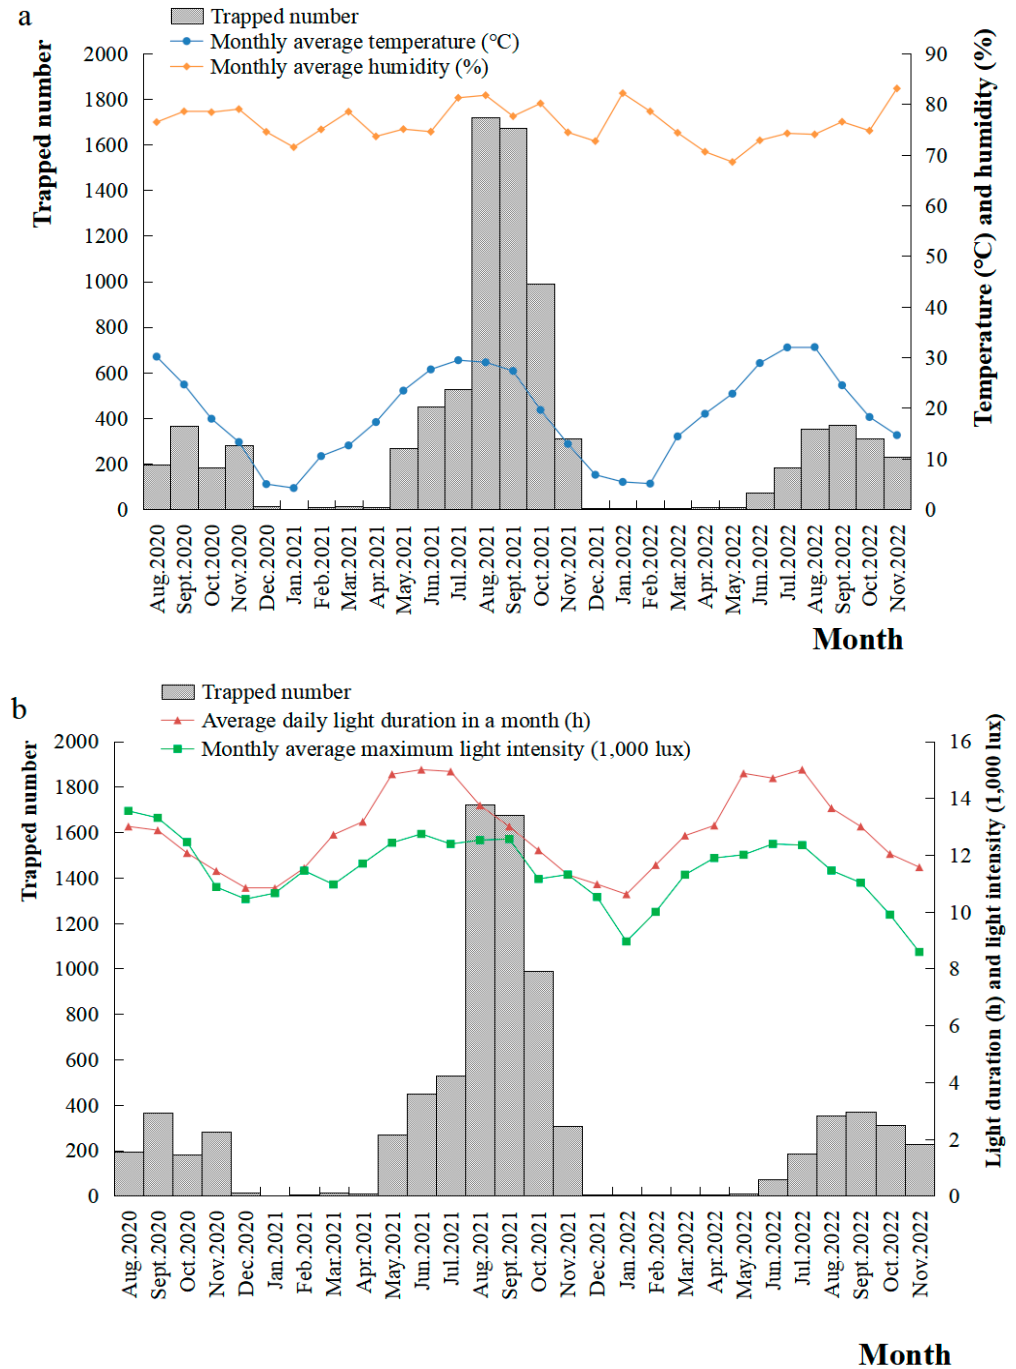 a
Trapped number
Monthly average temperature (℃)
Monthly average humidity (%)
Trapped number
2000
1800
1600
1400
1200
1000
800
600
400
200
0
90
80
70
60
50
40
30
20
10
0
Temperature (℃) and humidity (%)
Aug.2020
Sept.2020
Oct.2020
Nov.2020
Dec.2020
Jan.2021
Feb.2021
Mar.2021
Apr.2021
May.2021
Jun.2021
Jul.2021
Aug.2021
Sept.2021
Oct.2021
Nov.2021
Dec.2021
Jan.2022
Feb.2022
Mar.2022
Apr.2022
May.2022
Jun.2022
Jul.2022
Aug.2022
Sept.2022
Oct.2022
Nov.2022
Month
b
Trapped number
Average daily light duration in a month (h)
Monthly average maximum light intensity (1,000 lux)
Trapped number
2000
1800
1600
1400
1200
1000
800
600
400
200
0
16
14
12
10
8
6
4
2
0
Light duration (h) and light intensity (1,000 lux)
Aug.2020
Sept.2020
Oct.2020
Nov.2020
Dec.2020
Jan.2021
Feb.2021
Mar.2021
Apr.2021
May.2021
Jun.2021
Jul.2021
Aug.2021
Sept.2021
Oct.2021
Nov.2021
Dec.2021
Jan.2022
Feb.2022
Mar.2022
Apr.2022
May.2022
Jun.2022
Jul.2022
Aug.2022
Sept.2022
Oct.2022
Nov.2022
Month